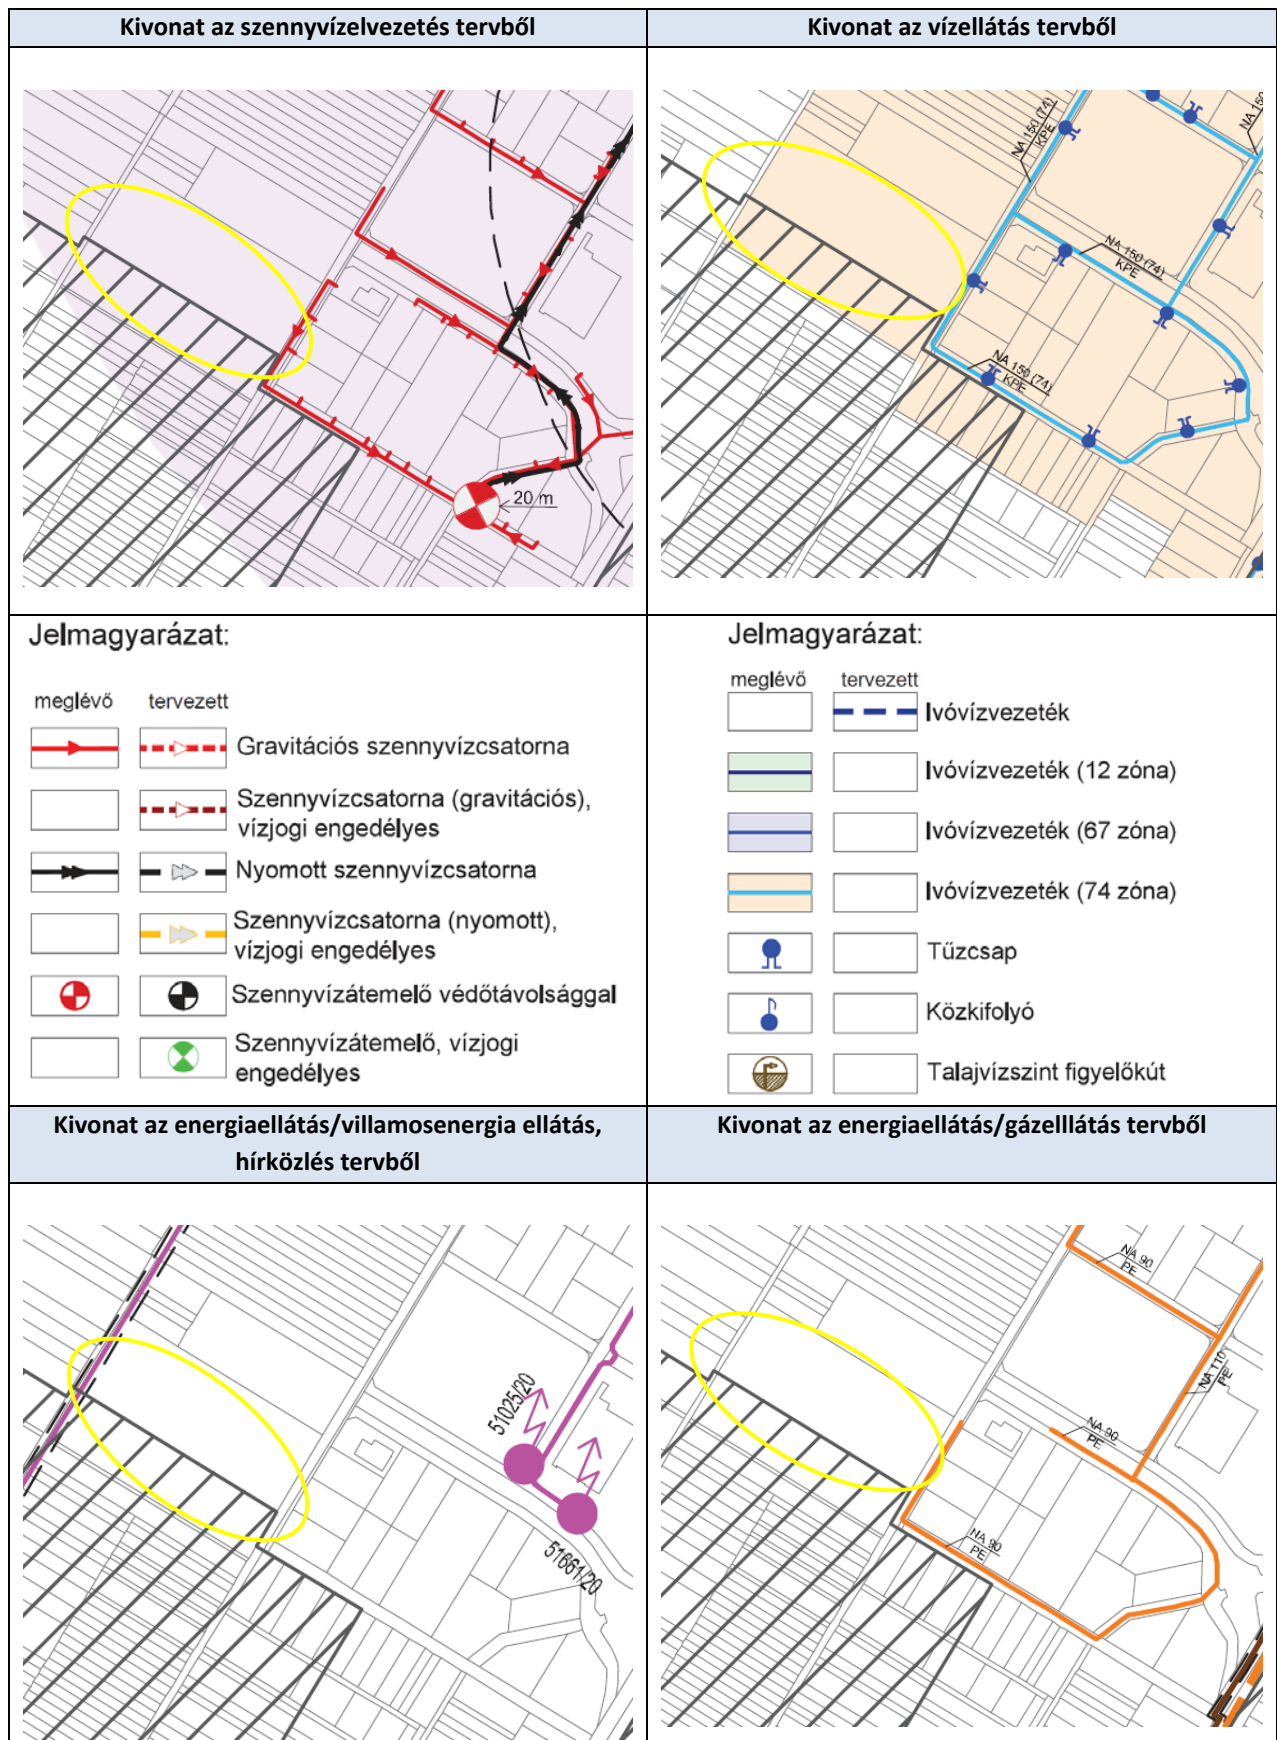 Kivonat az szennyvízelvezetés tervből
Kivonat az vízellátás tervből
20 m
NA 150 (74)
KPE
NA 150
NA 150 (74)
KPE
NA 150 (74)
KPE
Jelmagyarázat:
meglévő tervezett
Gravitációs szennyvízcsatorna
Szennyvízcsatorna (gravitációs),
vízjogi engedélyes
Nyomott szennyvízcsatorna
Szennyvízcsatorna (nyomott),
vízjogi engedélyes
Szennyvízátemelő védőtávolsággal
Szennyvízátemelő, vízjogi
engedélyes
Jelmagyarázat:
meglévő tervezett
Ivóvízvezeték
Ivóvízvezeték (12 zóna)
Ivóvízvezeték (67 zóna)
Ivóvízvezeték (74 zóna)
Tűzcsap
Közkifolyó
Talajvízszint figyelőkút
Kivonat az energiaellátás/villamosenergia ellátás,
hírközlés tervből
Kivonat az energiaellátás/gázelllátás tervből
51025/20
51661/20
NA 90
PE
NA 110
PE
NA 90
PE
NA 90
PE